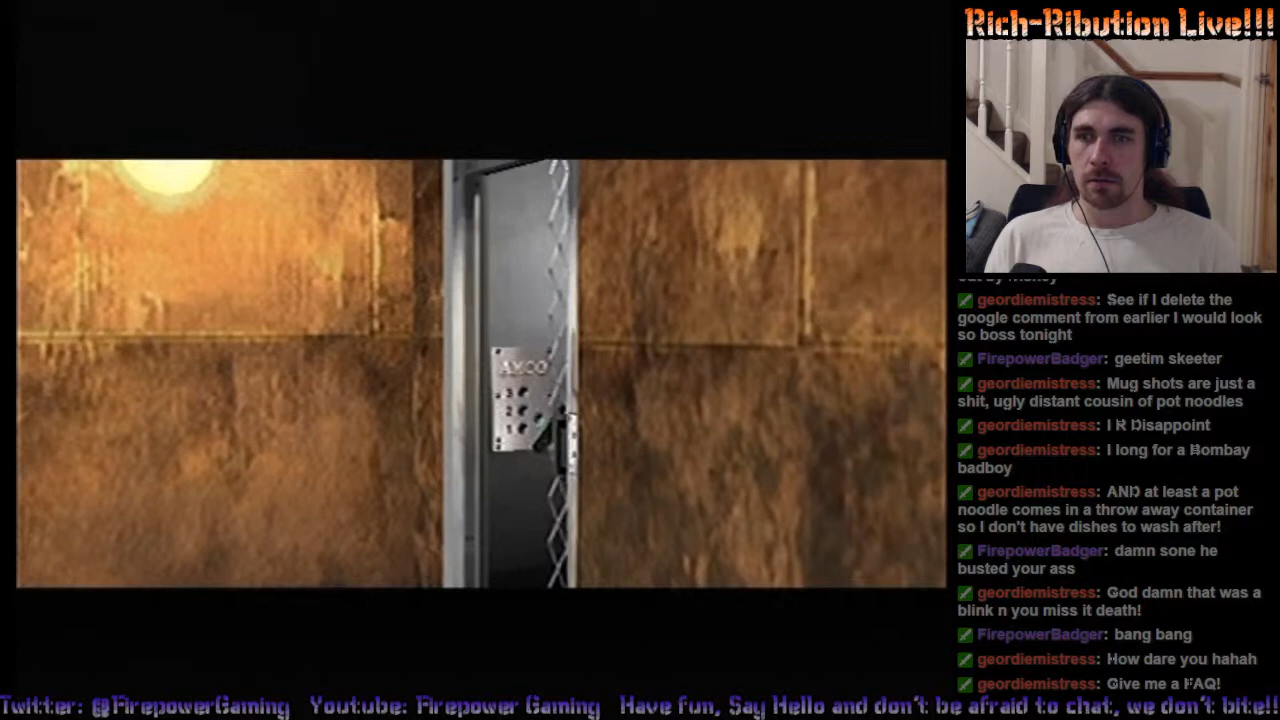 Rich-Ribution Live!!!
AMCO
3
2
1
geordiemistress: See if I delete the
google comment from earlier I would look
so boss tonight
FirepowerBadger: geetim skeeter
geordiemistress: Mug shots are just a
shit, ugly distant cousin of pot noodles
geordiemistress: I R Disappoint
geordiemistress: I long for a Bombay
badboy
geordiemistress: AND at least a pot
noodle comes in a throw away container
so I don't have dishes to wash after!
FirepowerBadger: damn sone he
busted your ass
geordiemistress: God damn that was a
blink n you miss it death!
FirepowerBadger: bang bang
geordiemistress: How dare you hahah
geordiemistress: Give me a FAQ!
Twitter: @FirepowerGaming Youtube: Firepower Gaming Have fun, Say Hello and don't be afraid to chat, we don't bite!!